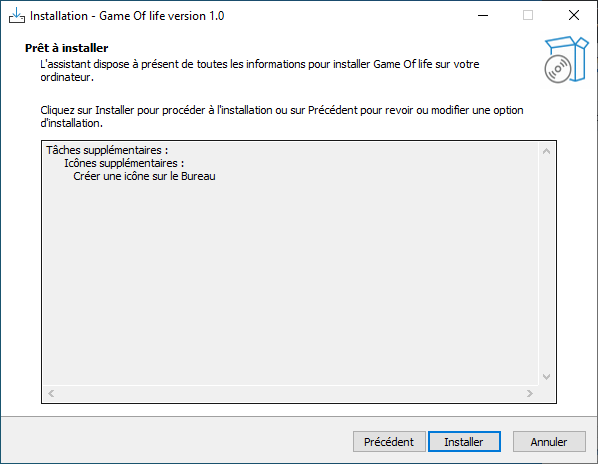 Installation - Game Of life version 1.0
Prêt à installer
L'assistant dispose à présent de toutes les informations pour installer Game Of life sur votre
ordinateur.
Cliquez sur Installer pour procéder à l'installation ou sur Précédent pour revoir ou modifier une option
d'installation.
Tâches supplémentaires :
Icônes supplémentaires :
Créer une icône sur le Bureau
Précédent
Installer
Annuler